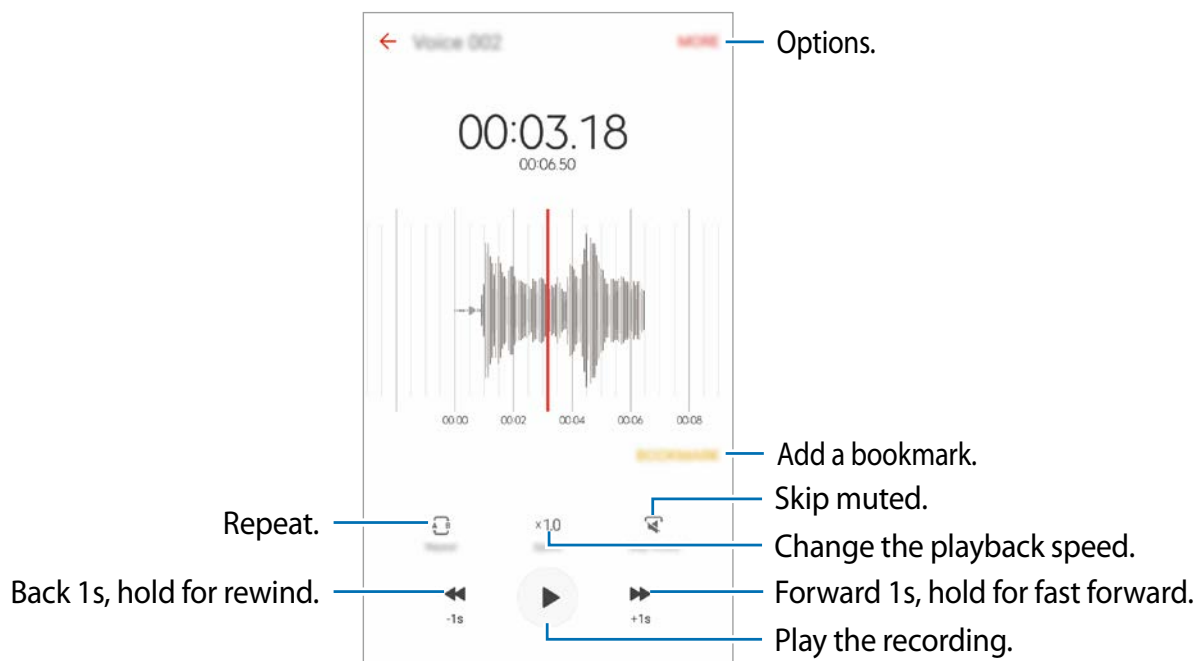 Voice 002
MORE
Options.
00:03.18
00:06.50
00:00 00:02 00:04 00:06 00:08
BOOKMARK
Add a bookmark.
Skip muted.
Repeat.
A B
×1.0
Change the playback speed.
Back 1s, hold for rewind.
Forward 1s, hold for fast forward.
-1s
+1s
Play the recording.